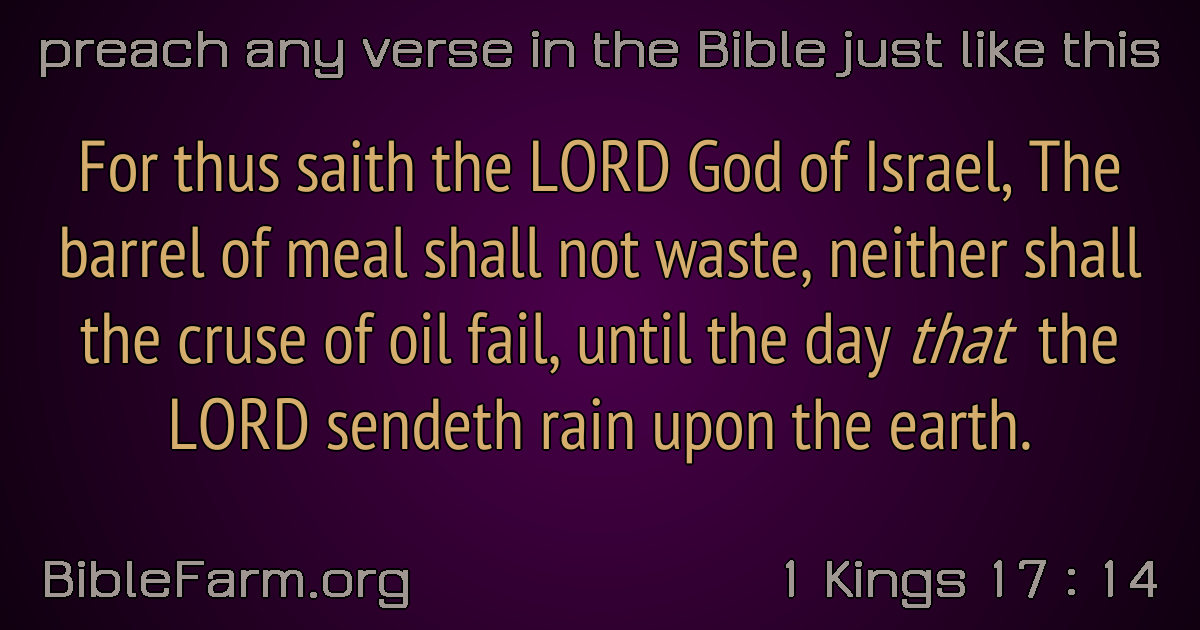 preach any verse in the Bible just like this
For thus saith the LORD God of Israel, The
barrel of meal shall not waste, neither shall
the cruse of oil fail, until the day that the
LORD sendeth rain upon the earth.
BibleFarm.org
1 Kings 17 : 14